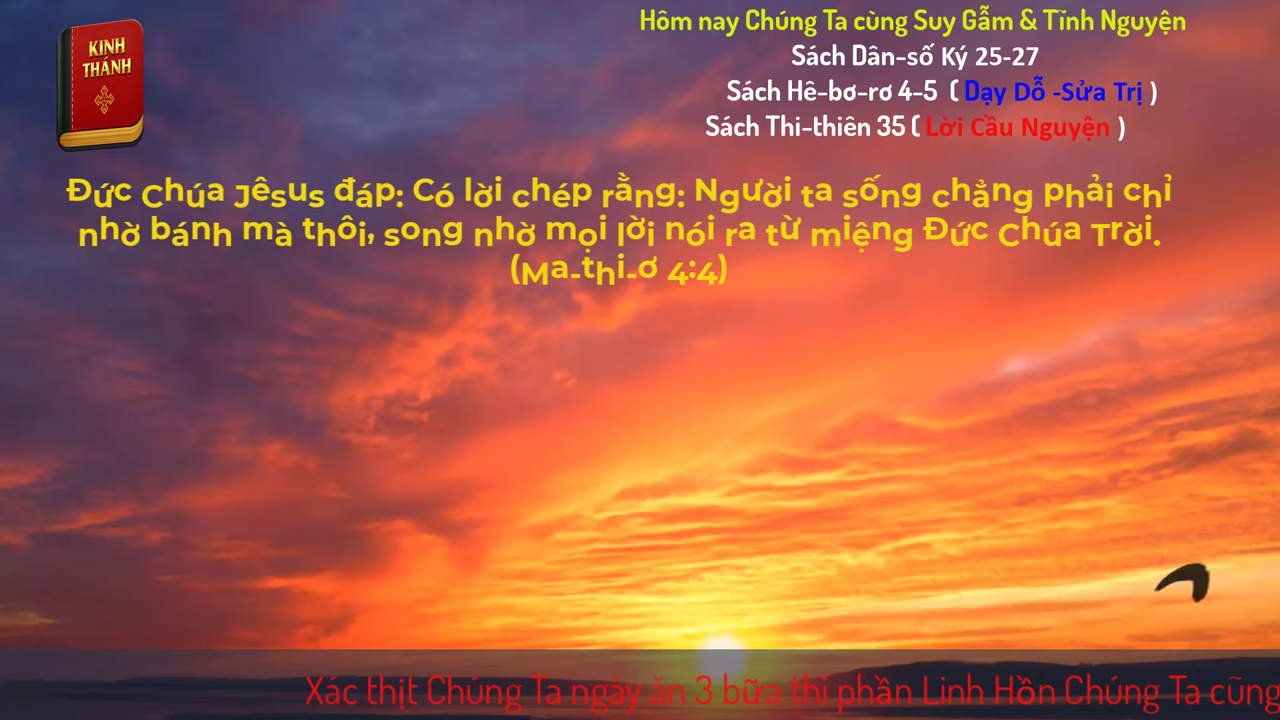 KINH
THÁNH
Hôm nay Chúng Ta cùng Suy Gẫm & Tĩnh Nguyện
Sách Dân-số Ký 25-27
Sách Hê-bơ-rơ 4-5 ( Dạy Dỗ -Sửa Trị )
Sách Thi-thiên 35 ( Lời Cầu Nguyện )
Đức Chúa Jêsus đáp: Có lời chép rằng: Người ta sống chẳng phải chỉ
nhờ bánh mà thôi, song nhờ mọi lời nói ra từ miệng Đức Chúa Trời.
(Ma-thi-ơ 4:4)
Xác thịt Chúng Ta ngày ăn 3 bữa thì phần Linh Hồn Chúng Ta cũng